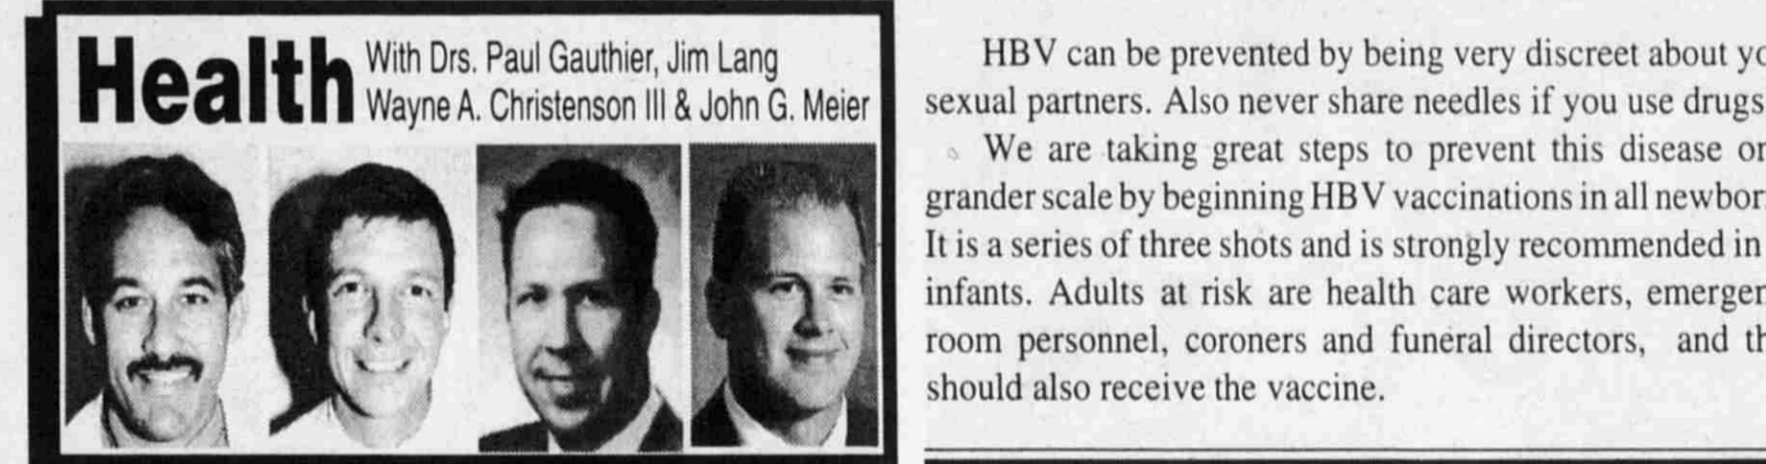 Health
With Drs. Paul Gauthier, Jim Lang
Wayne A. Christenson III & John G. Meier
HBV can be prevented by being very discreet about yo
sexual partners. Also never share needles if you use drugs
We are taking great steps to prevent this disease on
grander scale by beginning HBV vaccinations in all newbor
It is a series of three shots and is strongly recommended in
infants. Adults at risk are health care workers, emergen
room personnel, coroners and funeral directors, and th
should also receive the vaccine.